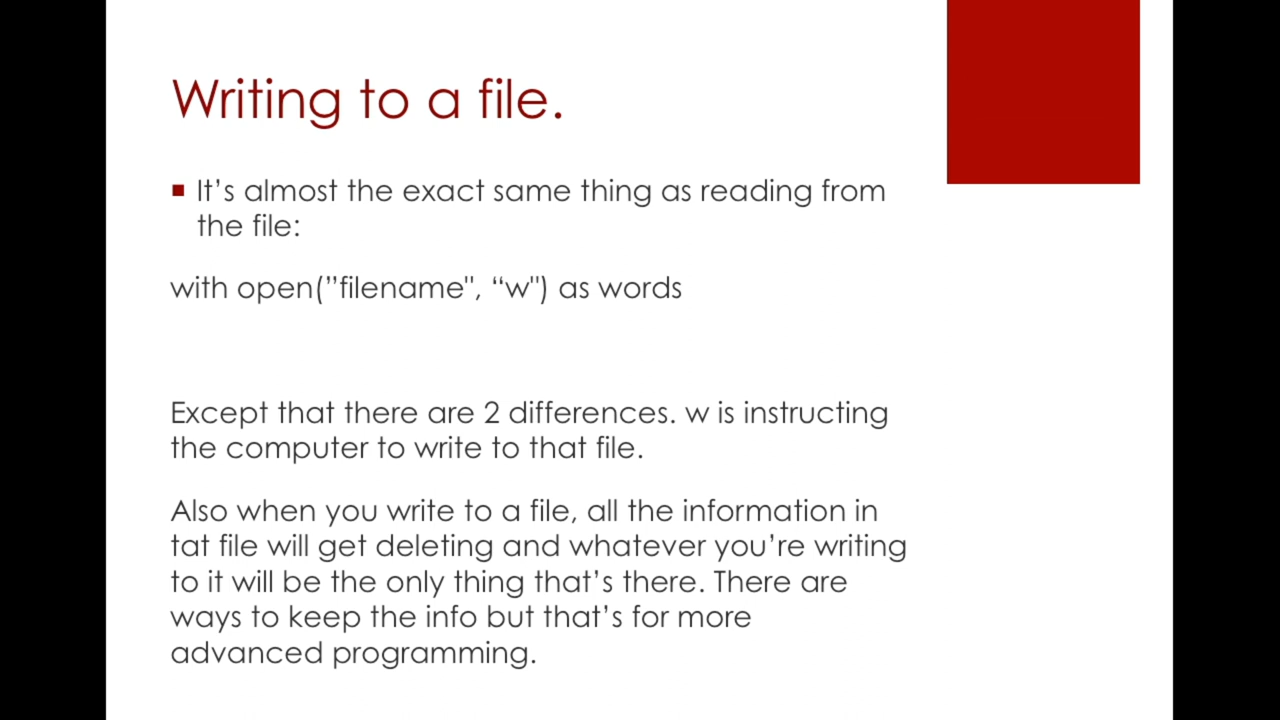 Writing to a file.
It’s almost the exact same thing as reading from
the file:
with open(”filename", “w") as words
Except that there are 2 differences. w is instructing
the computer to write to that file.
Also when you write to a file, all the information in
tat file will get deleting and whatever you’re writing
to it will be the only thing that’s there. There are
ways to keep the info but that’s for more
advanced programming.